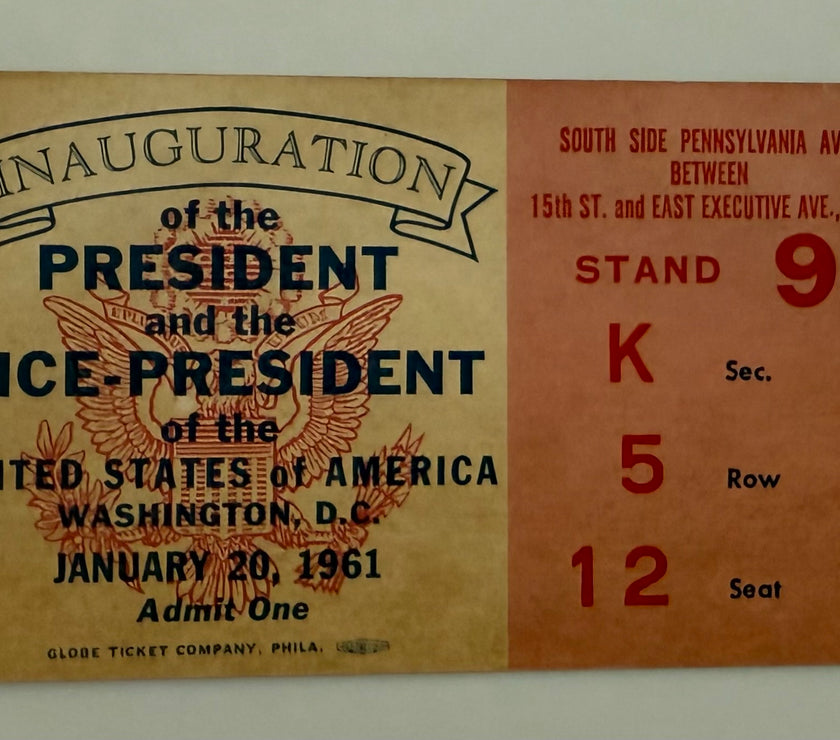 INAUGURATION
of the
PRESIDENT
and the
ICE-PRESIDENT
of the
ITED STATES of AMERICA
WASHINGTON, D.C.
JANUARY 20, 1961
Admit One
GLOBE TICKET COMPANY, PHILA.
SOUTH SIDE PENNSYLVANIA AV
BETWEEN
15th ST. and EAST EXECUTIVE AVE.,
STAND 9
K Sec.
5 Row
12 Seat